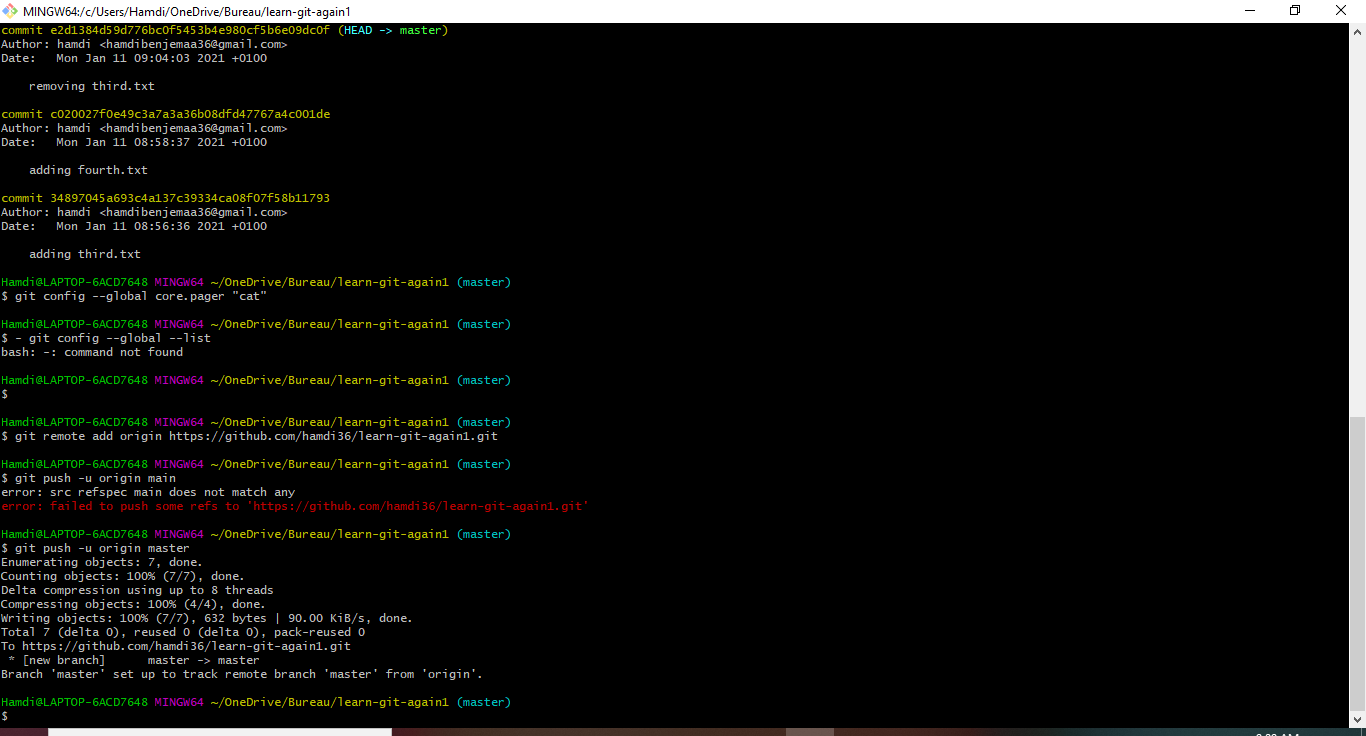 MINGW64:/c/Users/Hamdi/OneDrive/Bureau/learn-git-again1
commit e2d1384d59d776bc0f5453b4e980cf5b6e09dc0f (HEAD -> master)
Author: hamdi <hamdibenjemaa36@gmail.com>
Date:   Mon Jan 11 09:04:03 2021 +0100
    removing third.txt
commit c020027f0e49c3a7a3a36b08dfd47767a4c001de
Author: hamdi <hamdibenjemaa36@gmail.com>
Date:   Mon Jan 11 08:58:37 2021 +0100
    adding fourth.txt
commit 34897045a693c4a137c39334ca08f07f58b11793
Author: hamdi <hamdibenjemaa36@gmail.com>
Date:   Mon Jan 11 08:56:36 2021 +0100
    adding third.txt
Hamdi@LAPTOP-6ACD7648 MINGW64 ~/OneDrive/Bureau/learn-git-again1 (master)
$ git config --global core.pager "cat"
Hamdi@LAPTOP-6ACD7648 MINGW64 ~/OneDrive/Bureau/learn-git-again1 (master)
$ - git config --global --list
bash: -: command not found
Hamdi@LAPTOP-6ACD7648 MINGW64 ~/OneDrive/Bureau/learn-git-again1 (master)
$
Hamdi@LAPTOP-6ACD7648 MINGW64 ~/OneDrive/Bureau/learn-git-again1 (master)
$ git remote add origin https://github.com/hamdi36/learn-git-again1.git
Hamdi@LAPTOP-6ACD7648 MINGW64 ~/OneDrive/Bureau/learn-git-again1 (master)
$ git push -u origin main
error: src refspec main does not match any
error: failed to push some refs to 'https://github.com/hamdi36/learn-git-again1.git'
Hamdi@LAPTOP-6ACD7648 MINGW64 ~/OneDrive/Bureau/learn-git-again1 (master)
$ git push -u origin master
Enumerating objects: 7, done.
Counting objects: 100% (7/7), done.
Delta compression using up to 8 threads
Compressing objects: 100% (4/4), done.
Writing objects: 100% (7/7), 632 bytes | 90.00 KiB/s, done.
Total 7 (delta 0), reused 0 (delta 0), pack-reused 0
To https://github.com/hamdi36/learn-git-again1.git
 * [new branch]      master -> master
Branch 'master' set up to track remote branch 'master' from 'origin'.
Hamdi@LAPTOP-6ACD7648 MINGW64 ~/OneDrive/Bureau/learn-git-again1 (master)
$